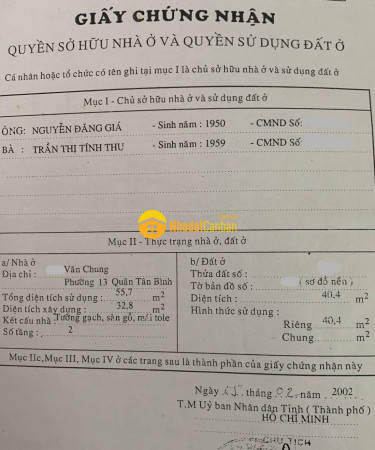 GIẤY CHỨNG NHẬN
QUYỀN SỞ HỮU NHÀ Ở VÀ QUYỀN SỬ DỤNG ĐẤT Ở
Cá nhân hoặc tổ chức có tên ghi tại mục I là chủ sở hữu nhà ở và sử dụng đất ở
Mục I - Chủ sở hữu nhà ở và sử dụng đất ở
ÔNG: NGUYỄN ĐĂNG GIÁ - Sinh năm : 1950 - CMND Số:
BÀ : TRẦN THỊ TÍNH THU - Sinh năm : 1959 - CMND Số:
Mục II - Thực trạng nhà ở, đất ở
a/ Nhà ở
Địa chỉ : Văn Chung
Phường 13 Quận Tân Bình
Tổng diện tích sử dụng : 55,7 m2
Diện tích xây dựng : 32,8 m2
Kết cấu nhà : Tường gạch, sàn gỗ, mái tole
Số tầng : 2
b/ Đất ở
Thửa đất số :
Tờ bản đồ số : ( sơ đồ nền )
Diện tích : 40,4 m2
Hình thức sử dụng :
Riêng 40,4 m2
Chung m2
Mục IIc, Mục III, Mục IV ở các trang sau là thành phần của giấy chứng nhận này
Ngày 25 tháng 02 năm 2002
T.M Uỷ ban Nhân dân Tỉnh ( Thành phố )
HỒ CHÍ MINH
CHỦ TỊCH